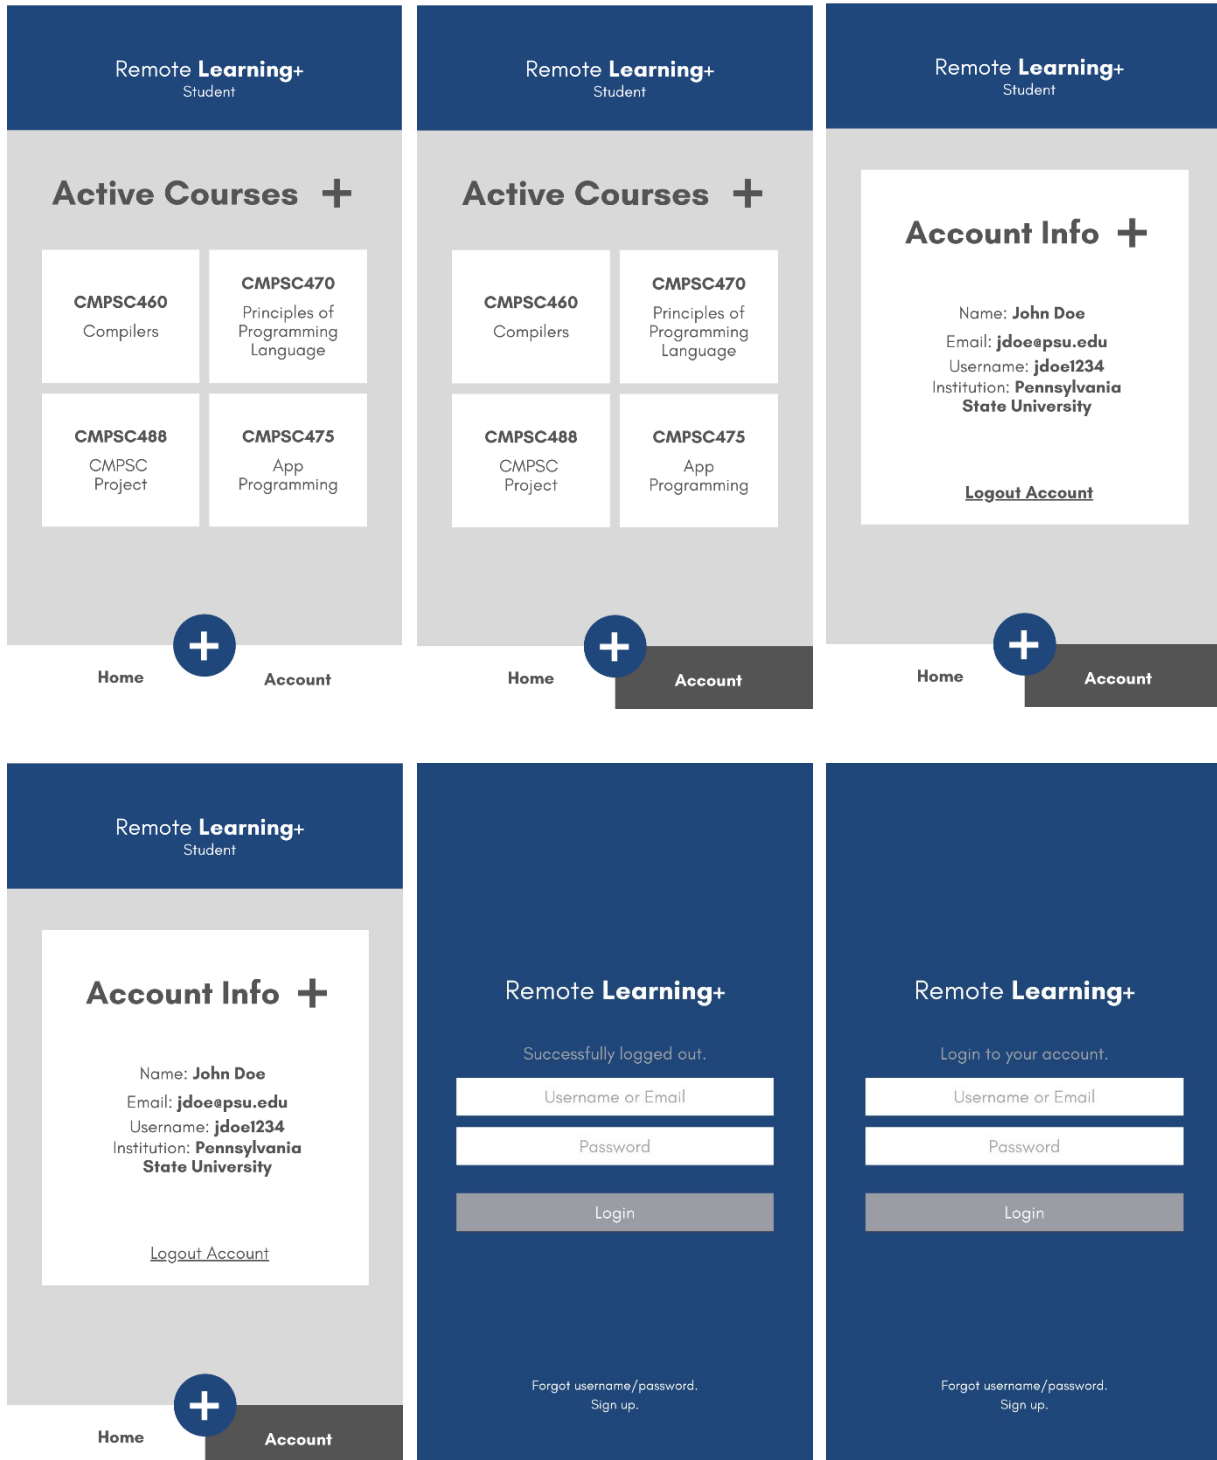 Remote Learning+
Student
Active Courses +
CMPSC460
Compilers
CMPSC470
Principles of
Programming
Language
CMPSC488
CMPSC
Project
CMPSC475
App
Programming
+
Home
Account
Remote Learning+
Student
Active Courses +
CMPSC460
Compilers
CMPSC470
Principles of
Programming
Language
CMPSC488
CMPSC
Project
CMPSC475
App
Programming
+
Home
Account
Remote Learning+
Student
Account Info +
Name: John Doe
Email: jdoe@psu.edu
Username: jdoe1234
Institution: Pennsylvania
State University
Logout Account
+
Home
Account
Remote Learning+
Student
Account Info +
Name: John Doe
Email: jdoe@psu.edu
Username: jdoe1234
Institution: Pennsylvania
State University
Logout Account
+
Home
Account
Remote Learning+
Successfully logged out.
Username or Email
Password
Login
Forgot username/password.
Sign up.
Remote Learning+
Login to your account.
Username or Email
Password
Login
Forgot username/password.
Sign up.